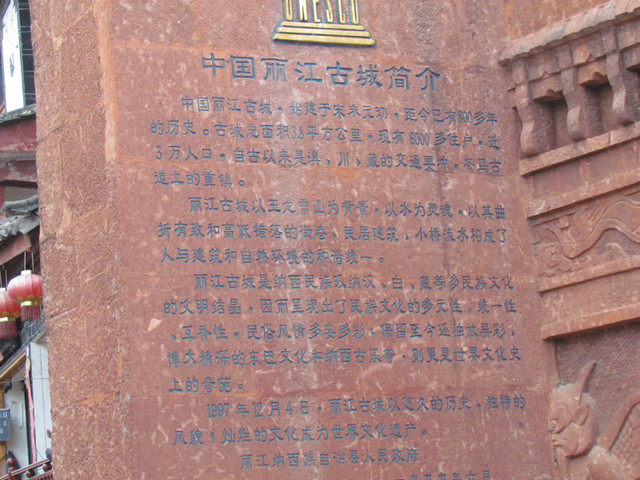 UNESCO
中国丽江古城简介
中国丽江古城，始建于宋末元初，距今已有800多年
的历史。古城总面积3.8平方公里，现有6000多住户，近
3万人口，自古以来是滇、川、藏的交通要冲，茶马古
道上的重镇。
丽江古城以玉龙雪山为背景，以水为灵魂，以其曲
折有致和高低错落的街巷、民居建筑，小桥流水构成了
人与建筑和自然环境的和谐统一。
丽江古城是纳西民族吸纳汉、白、藏等多民族文化
的文明结晶，因而呈现出了民族文化的多元性、统一性
、互补性。民俗风情多姿多彩，保留至今还独放异彩，
博大精深的东巴文化和纳西古乐等，则更是世界文化史
上的奇葩。
1997年12月4日，丽江古城以悠久的历史，独特的
风貌，灿烂的文化成为世界文化遗产。
丽江纳西族自治县人民政府